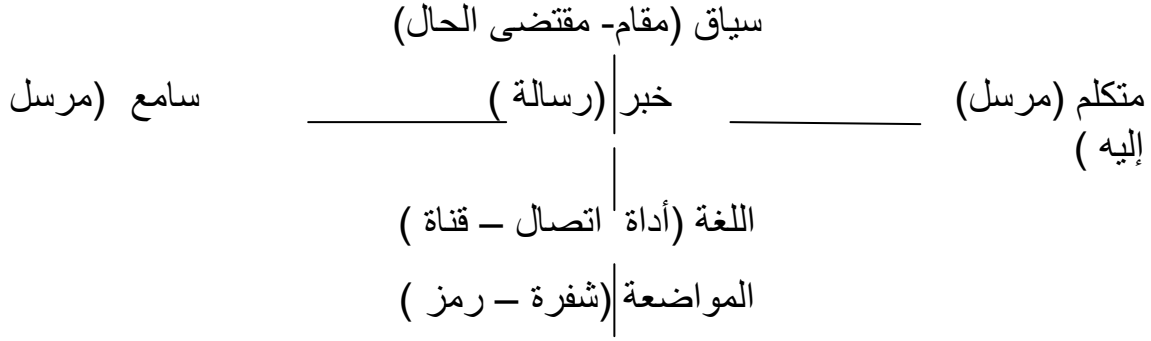 سياق (مقام- مقتضى الحال)
متكلم (مرسل) خبر (رسالة ) سامع (مرسل
إليه )
اللغة (أداة اتصال – قناة )
المواضعة (شفرة – رمز )